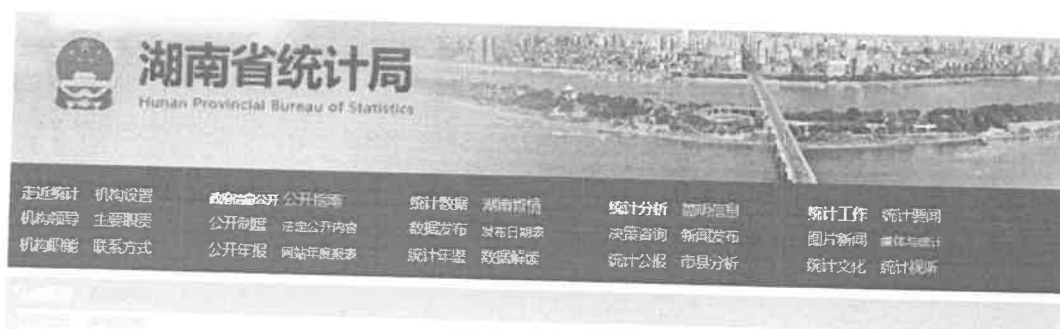 湖南省统计局
Hunan Provincial Bureau of Statistics
走近统计 机构设置 政府信息公开 公开指南 统计数据 湖南省情 统计分析 简明信息 统计工作 统计要闻
机构领导 主要职责 公开制度 法定公开内容 数据发布 发布日期表 决策咨询 新闻发布 图片新闻 媒体与统计
机构职能 联系方式 公开年报 网站年度报表 统计年鉴 数据解读 统计公报 市县分析 统计文化 统计视听